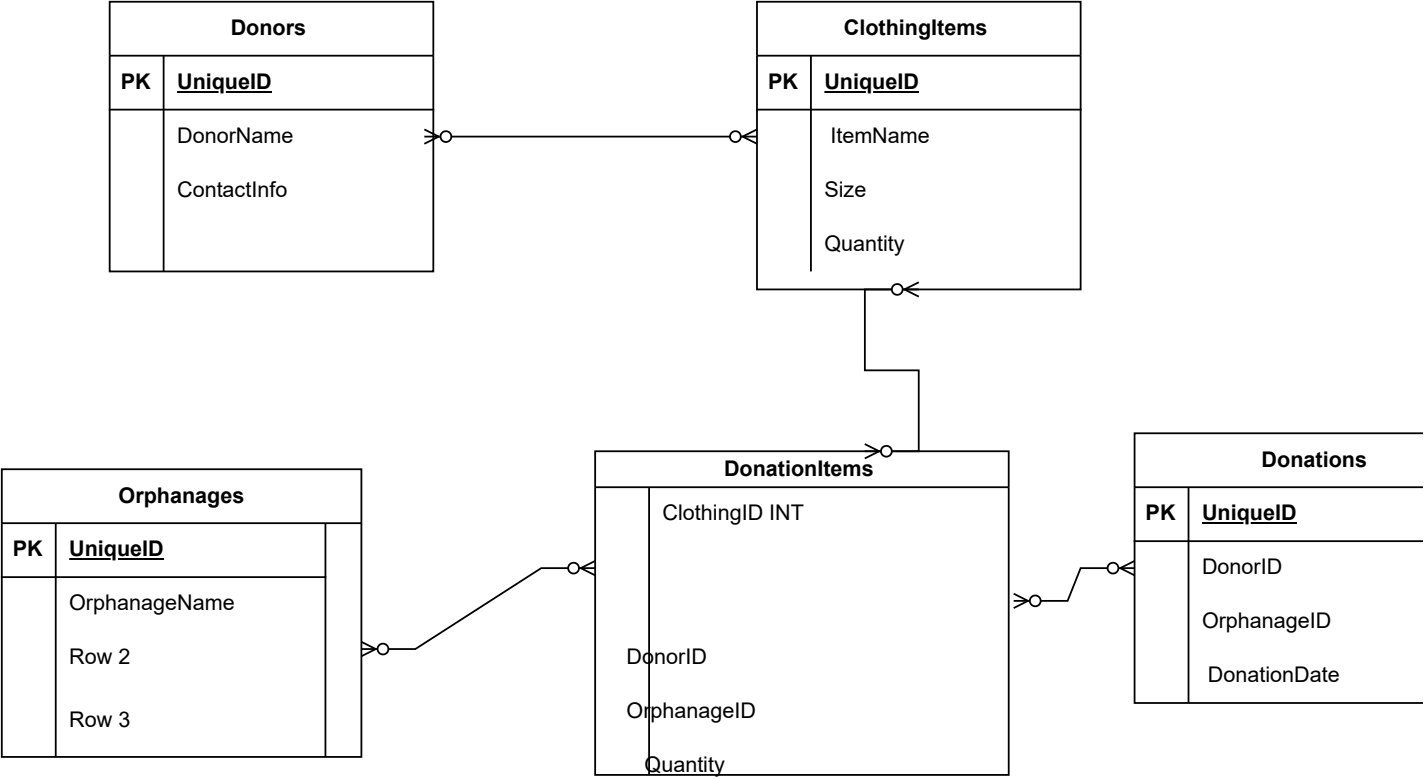 Donors
PK UniqueID
DonorName
ContactInfo
ClothingItems
PK UniqueID
ItemName
Size
Quantity
Orphanages
PK UniqueID
OrphanageName
Row 2
Row 3
DonationItems
ClothingID INT
DonorID
OrphanageID
Quantity
Donations
PK UniqueID
DonorID
OrphanageID
DonationDate